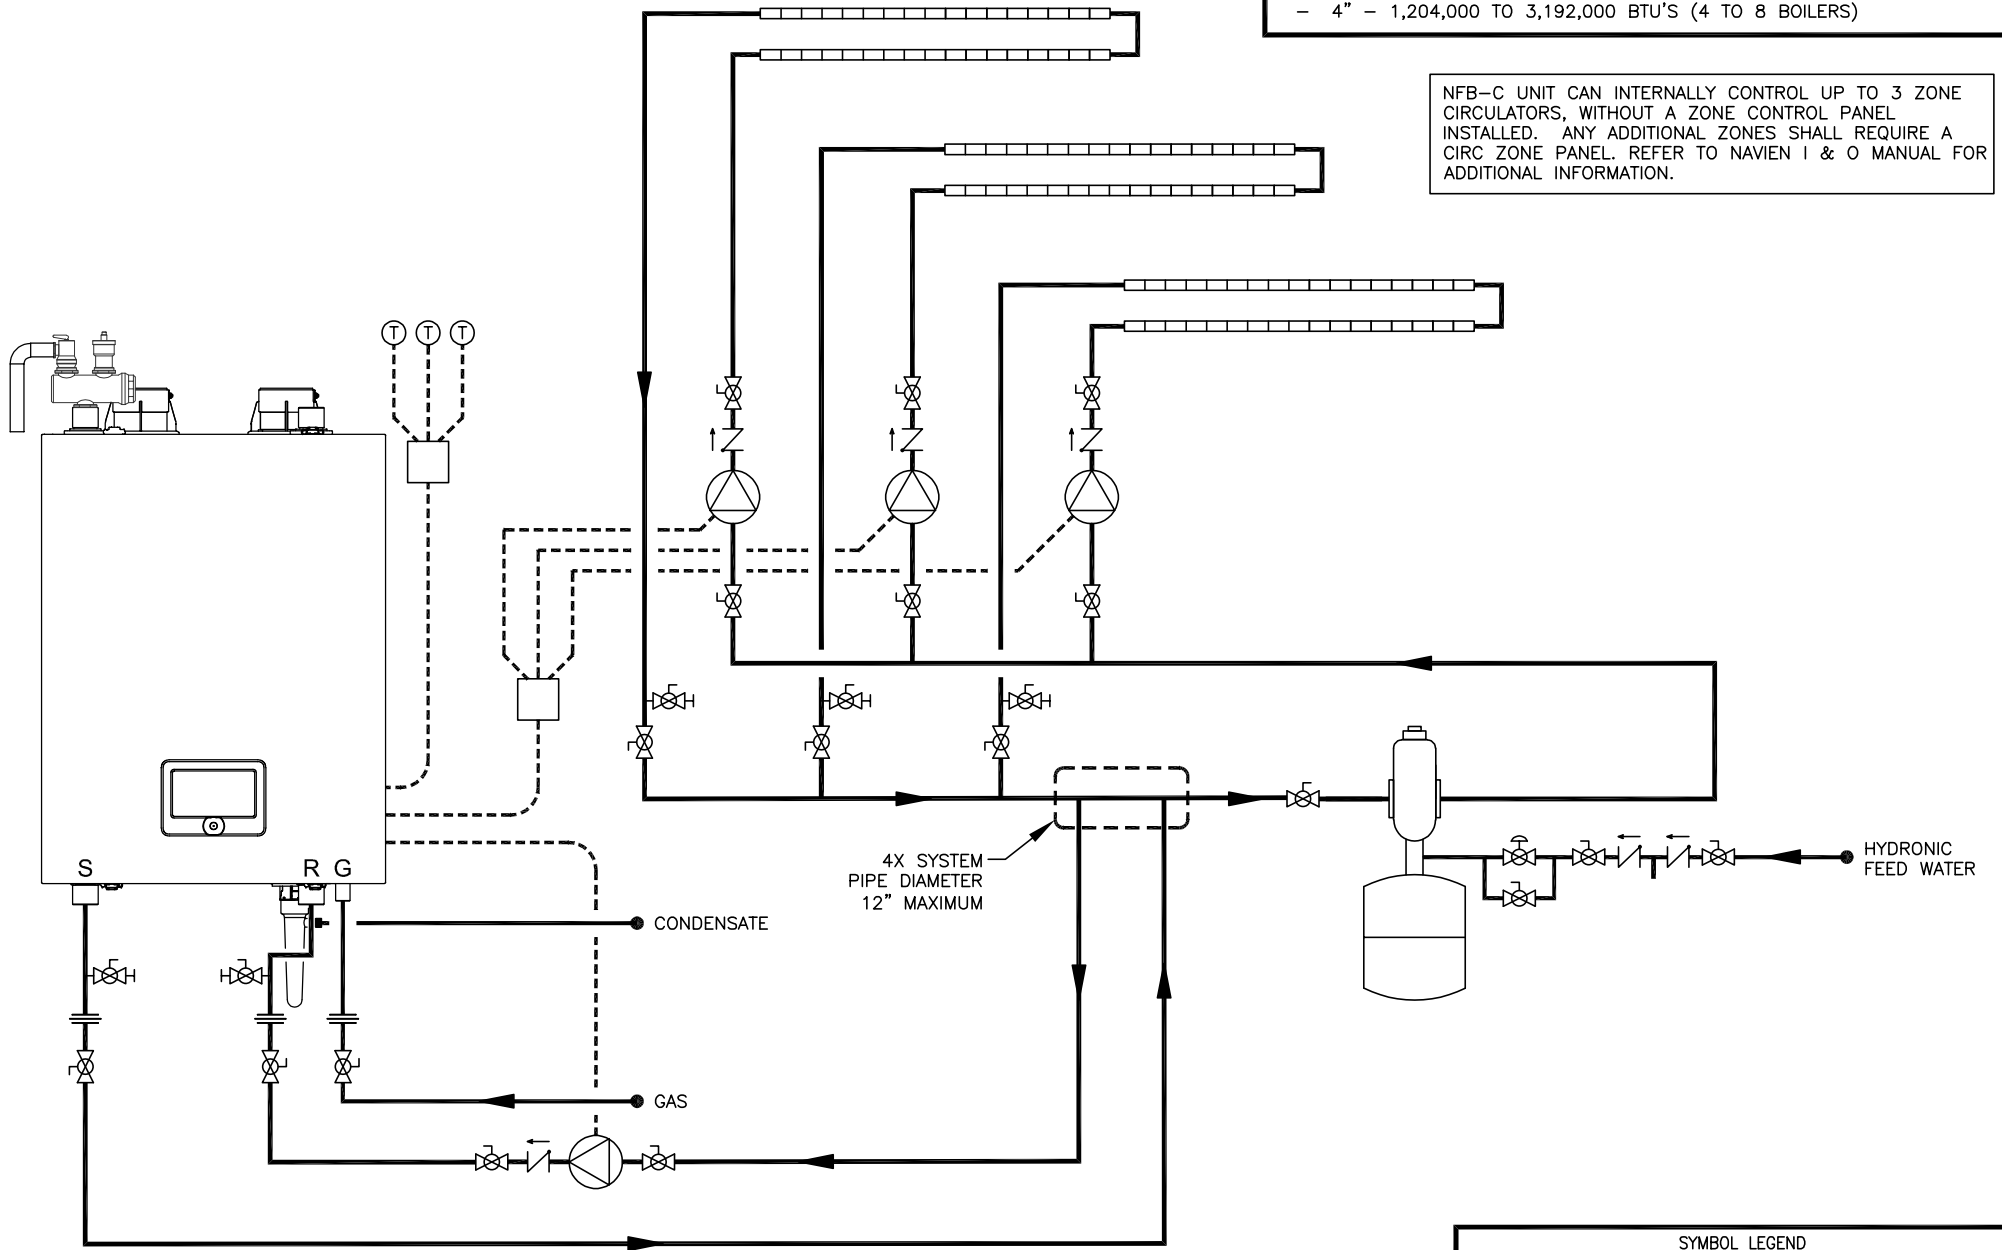 – 4" – 1,204,000 TO 3,192,000 BTU'S (4 TO 8 BOILERS)
NFB–C UNIT CAN INTERNALLY CONTROL UP TO 3 ZONE
CIRCULATORS, WITHOUT A ZONE CONTROL PANEL
INSTALLED. ANY ADDITIONAL ZONES SHALL REQUIRE A
CIRC ZONE PANEL. REFER TO NAVIEN I & O MANUAL FOR
ADDITIONAL INFORMATION.
T T T
S R G
4X SYSTEM
PIPE DIAMETER
12" MAXIMUM
HYDRONIC
FEED WATER
CONDENSATE
GAS
SYMBOL LEGEND